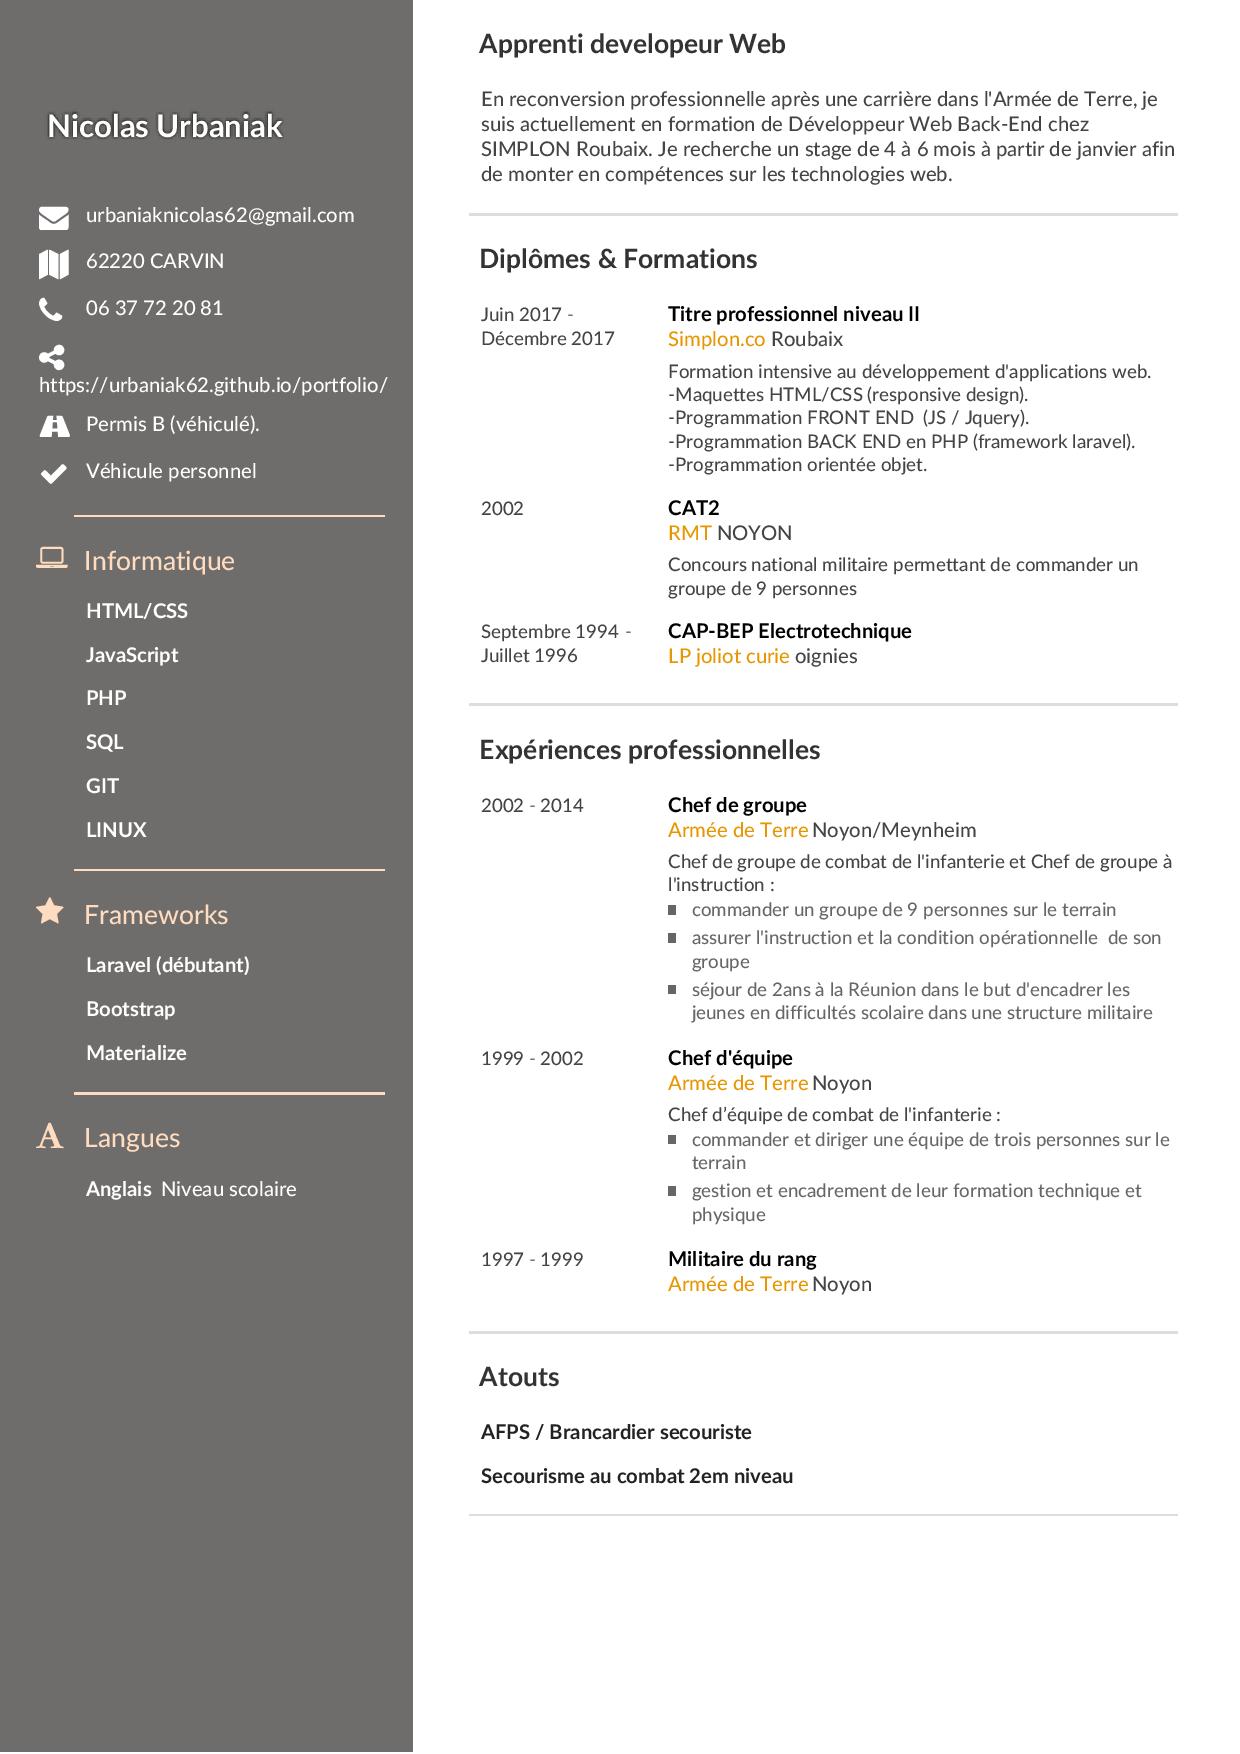 Nicolas Urbaniak
urbaniaknicolas62@gmail.com
62220 CARVIN
06 37 72 20 81
https://urbaniak62.github.io/portfolio/
Permis B (véhiculé).
Véhicule personnel
Informatique
HTML/CSS
JavaScript
PHP
SQL
GIT
LINUX
Frameworks
Laravel (débutant)
Bootstrap
Materialize
Langues
Anglais Niveau scolaire
Apprenti developeur Web
En reconversion professionnelle après une carrière dans l'Armée de Terre, je
suis actuellement en formation de Développeur Web Back-End chez
SIMPLON Roubaix. Je recherche un stage de 4 à 6 mois à partir de janvier afin
de monter en compétences sur les technologies web.
Diplômes & Formations
Juin 2017 -
Décembre 2017
Titre professionnel niveau II
Simplon.co Roubaix
Formation intensive au développement d'applications web.
-Maquettes HTML/CSS (responsive design).
-Programmation FRONT END (JS / Jquery).
-Programmation BACK END en PHP (framework laravel).
-Programmation orientée objet.
2002
CAT2
RMT NOYON
Concours national militaire permettant de commander un
groupe de 9 personnes
Septembre 1994 -
Juillet 1996
CAP-BEP Electrotechnique
LP joliot curie oignies
Expériences professionnelles
2002 - 2014
Chef de groupe
Armée de Terre Noyon/Meynheim
Chef de groupe de combat de l'infanterie et Chef de groupe à
l'instruction :
commander un groupe de 9 personnes sur le terrain
assurer l'instruction et la condition opérationnelle de son
groupe
séjour de 2ans à la Réunion dans le but d'encadrer les
jeunes en difficultés scolaire dans une structure militaire
1999 - 2002
Chef d'équipe
Armée de Terre Noyon
Chef d’équipe de combat de l'infanterie :
commander et diriger une équipe de trois personnes sur le
terrain
gestion et encadrement de leur formation technique et
physique
1997 - 1999
Militaire du rang
Armée de Terre Noyon
Atouts
AFPS / Brancardier secouriste
Secourisme au combat 2em niveau